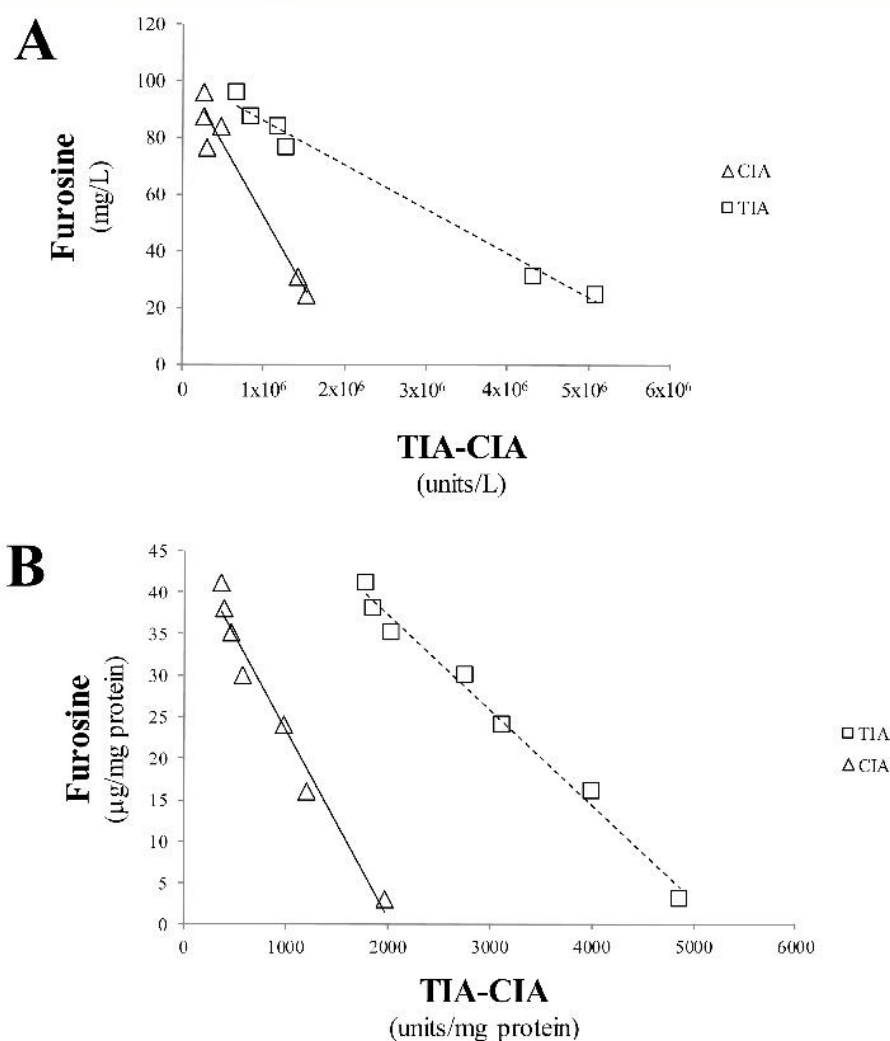 A
120
100
80
60
40
20
0
Furosine
(mg/L)
0 1x10⁶ 2x10⁶ 3x10⁶ 4x10⁶ 5x10⁶ 6x10⁶
TIA-CIA
(units/L)
△ CIA
□ TIA
B
45
40
35
30
25
20
15
10
5
0
Furosine
(µg/mg protein)
0 1000 2000 3000 4000 5000 6000
TIA-CIA
(units/mg protein)
□ TIA
△ CIA